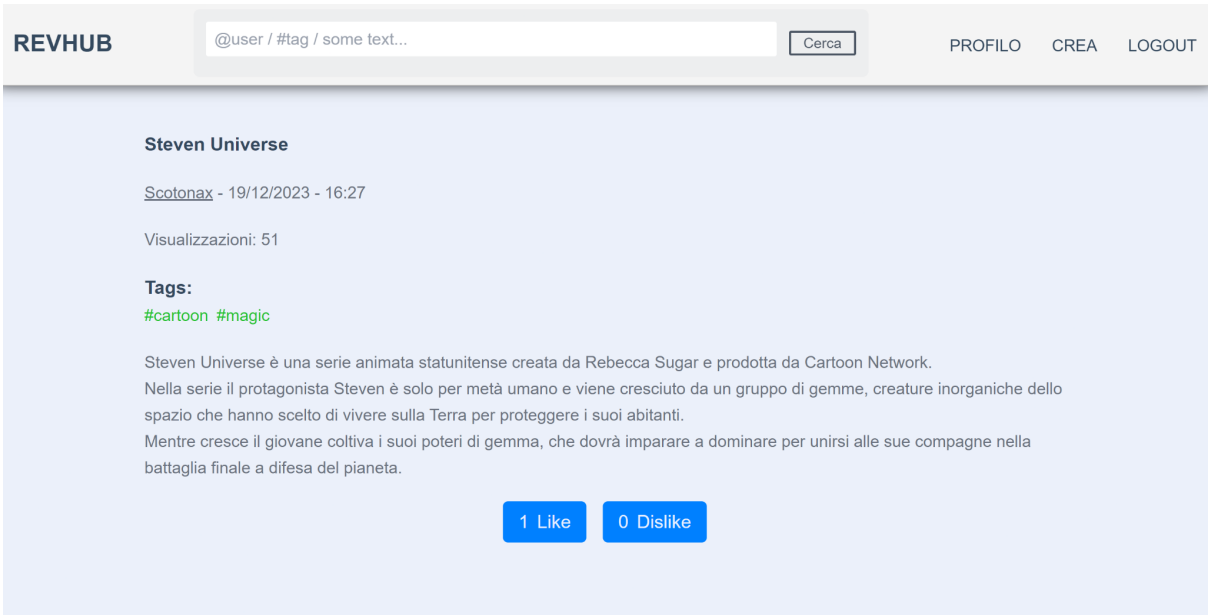 REVHUB
@user / #tag / some text...
Cerca
PROFILO CREA LOGOUT
Steven Universe
Scotonax - 19/12/2023 - 16:27
Visualizzazioni: 51
Tags:
#cartoon #magic
Steven Universe è una serie animata statunitense creata da Rebecca Sugar e prodotta da Cartoon Network.
Nella serie il protagonista Steven è solo per metà umano e viene cresciuto da un gruppo di gemme, creature inorganiche dello
spazio che hanno scelto di vivere sulla Terra per proteggere i suoi abitanti.
Mentre cresce il giovane coltiva i suoi poteri di gemma, che dovrà imparare a dominare per unirsi alle sue compagne nella
battaglia finale a difesa del pianeta.
1 Like 0 Dislike